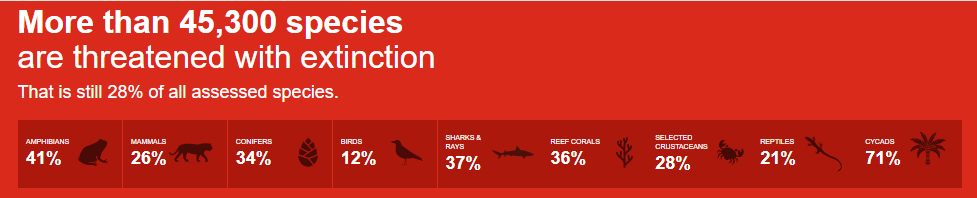 More than 45,300 species
are threatened with extinction
That is still 28% of all assessed species.
AMPHIBIANS
41%
MAMMALS
26%
CONIFERS
34%
BIRDS
12%
SHARKS &
RAYS
37%
REEF CORALS
36%
SELECTED
CRUSTACEANS
28%
REPTILES
21%
CYCADS
71%